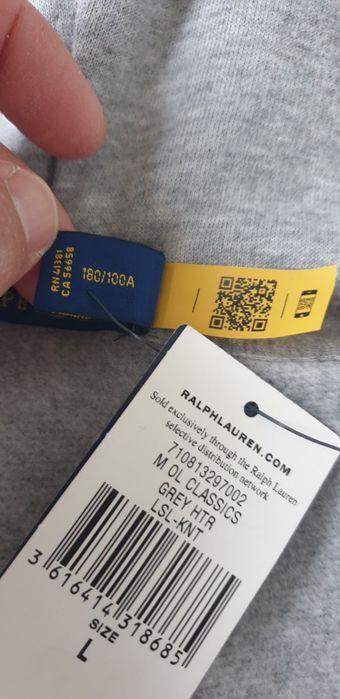 RN 41381
CA 56658
180/100A
RALPHLAUREN.COM
Sold exclusively through the Ralph Lauren
selective distribution network
710813297002
M OL CLASSICS
GREY HTR
LSL-KNT
3 616414 318685
SIZE
L